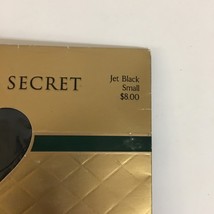 SECRET
Jet Black
Small
$8.00